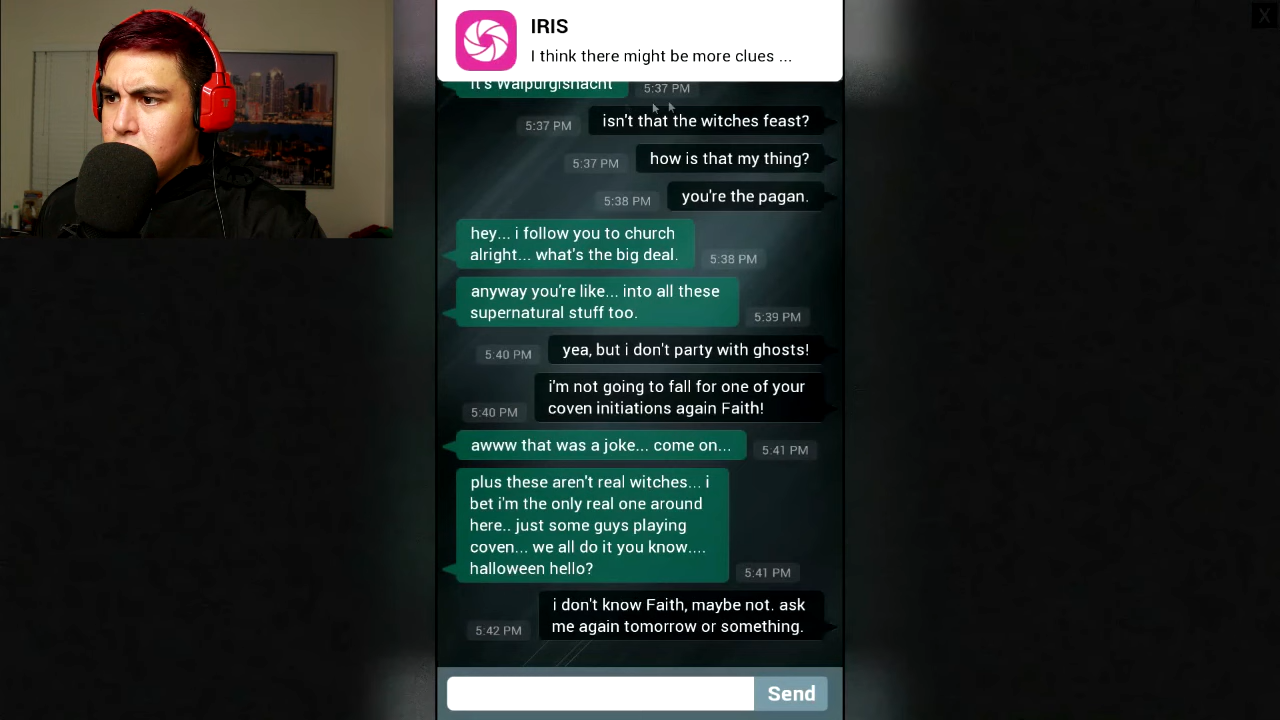 IRIS
I think there might be more clues ...
it's Walpurgisnacht
5:37 PM
isn't that the witches feast?
5:37 PM
how is that my thing?
5:37 PM
you're the pagan.
5:38 PM
hey... i follow you to church
alright... what's the big deal.
5:38 PM
anyway you're like... into all these
supernatural stuff too.
5:39 PM
yea, but i don't party with ghosts!
5:40 PM
i'm not going to fall for one of your
coven initiations again Faith!
5:40 PM
awww that was a joke... come on...
5:41 PM
plus these aren't real witches... i
bet i'm the only real one around
here.. just some guys playing
coven... we all do it you know....
halloween hello?
5:41 PM
i don't know Faith, maybe not. ask
me again tomorrow or something.
5:42 PM
Send
X